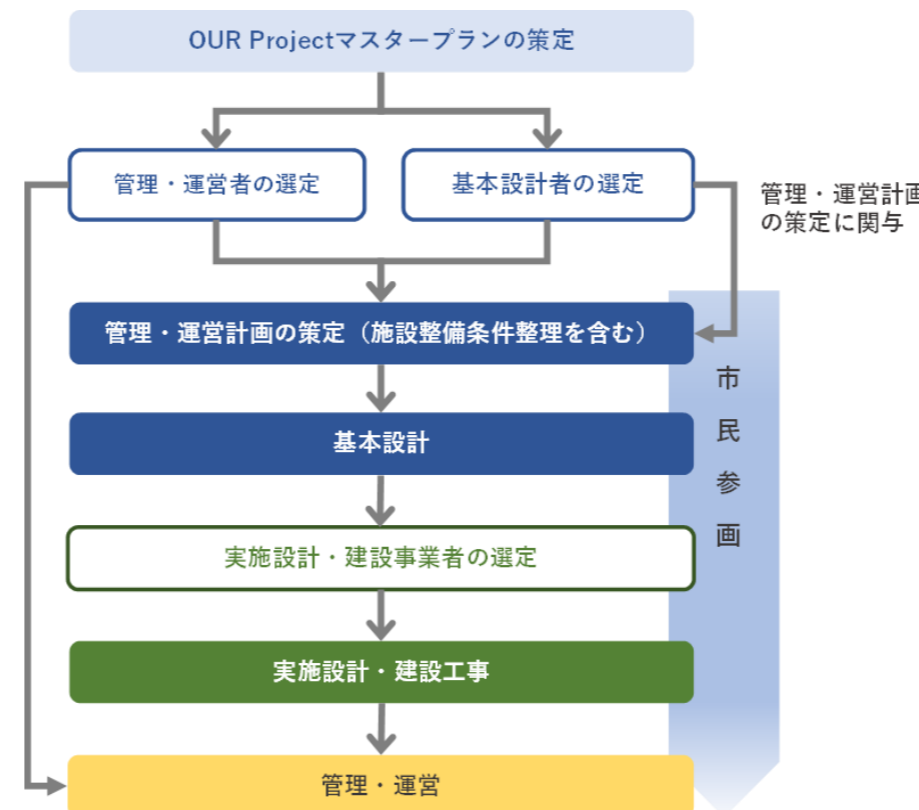 OUR Projectマスタープランの策定
管理・運営者の選定
基本設計者の選定
管理・運営計画
の策定に関与
管理・運営計画の策定（施設整備条件整理を含む）
基本設計
実施設計・建設事業者の選定
実施設計・建設工事
管理・運営
市民参画